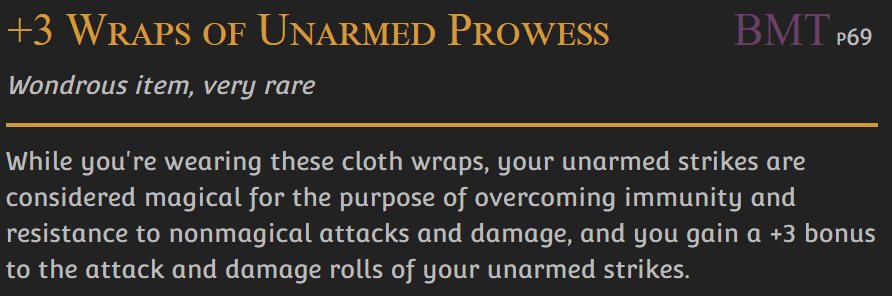 +3 Wraps of Unarmed Prowess BMT P69
Wondrous item, very rare
While you're wearing these cloth wraps, your unarmed strikes are
considered magical for the purpose of overcoming immunity and
resistance to nonmagical attacks and damage, and you gain a +3 bonus
to the attack and damage rolls of your unarmed strikes.